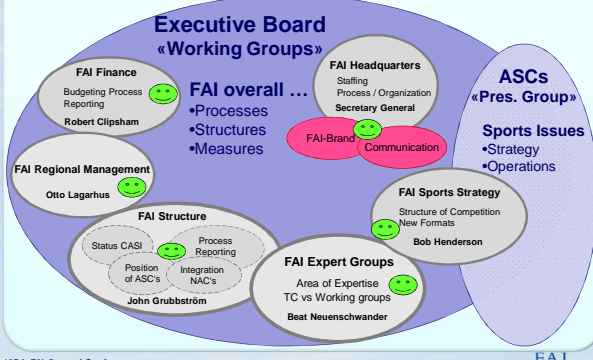 Executive Board
«Working Groups»
FAI Finance
Budgeting Process
Reporting
Robert Clipsham
FAI overall …
•Processes
•Structures
•Measures
FAI Headquarters
Staffing
Process / Organization
Secretary General
FAI-Brand
Communication
ASCs
«Pres. Group»
Sports Issues
•Strategy
•Operations
FAI Regional Management
Otto Lagarhus
FAI Sports Strategy
Structure of Competition
New Formats
Bob Henderson
FAI Structure
Status CASI
Process
Reporting
Position
of ASC's
Integration
NAC's
John Grubbström
FAI Expert Groups
Area of Expertise
TC vs Working groups
Beat Neuenschwander
FAI